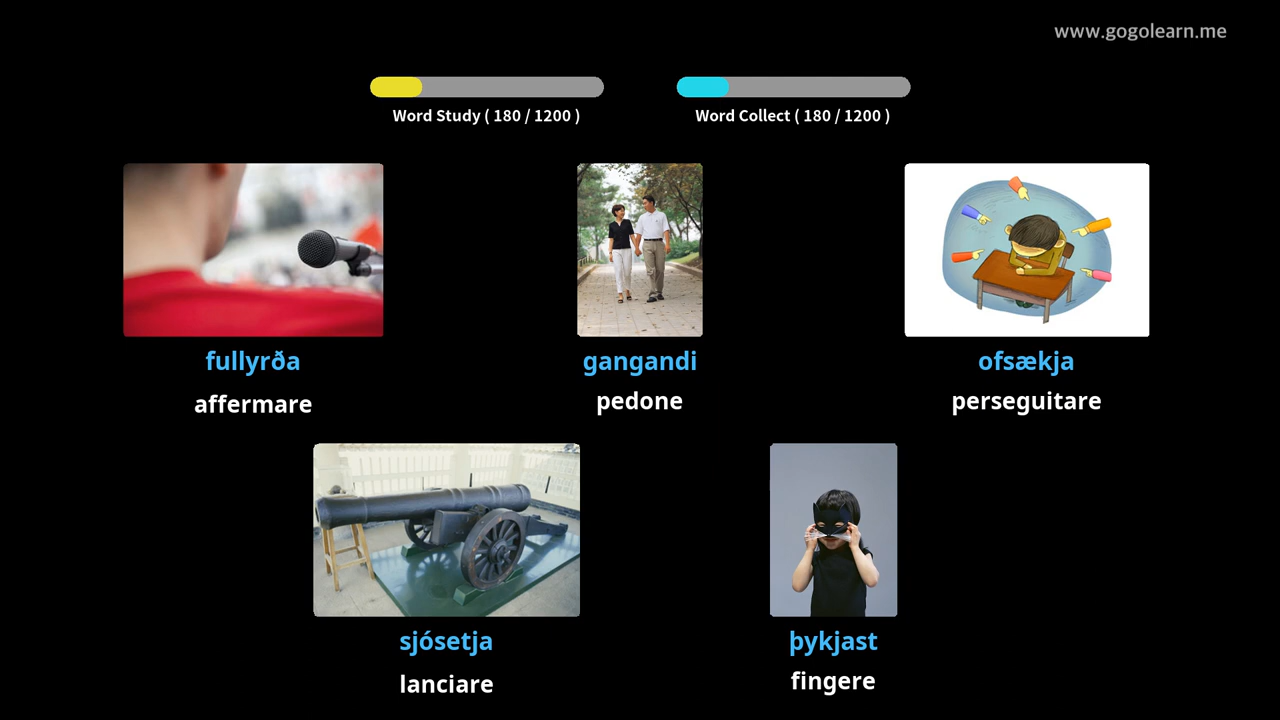 www.gogolearn.me
Word Study ( 180 / 1200 )
Word Collect ( 180 / 1200 )
fullyrða
gangandi
ofsækja
affermare
pedone
perseguitare
sjósetja
þykjast
lanciare
fingere